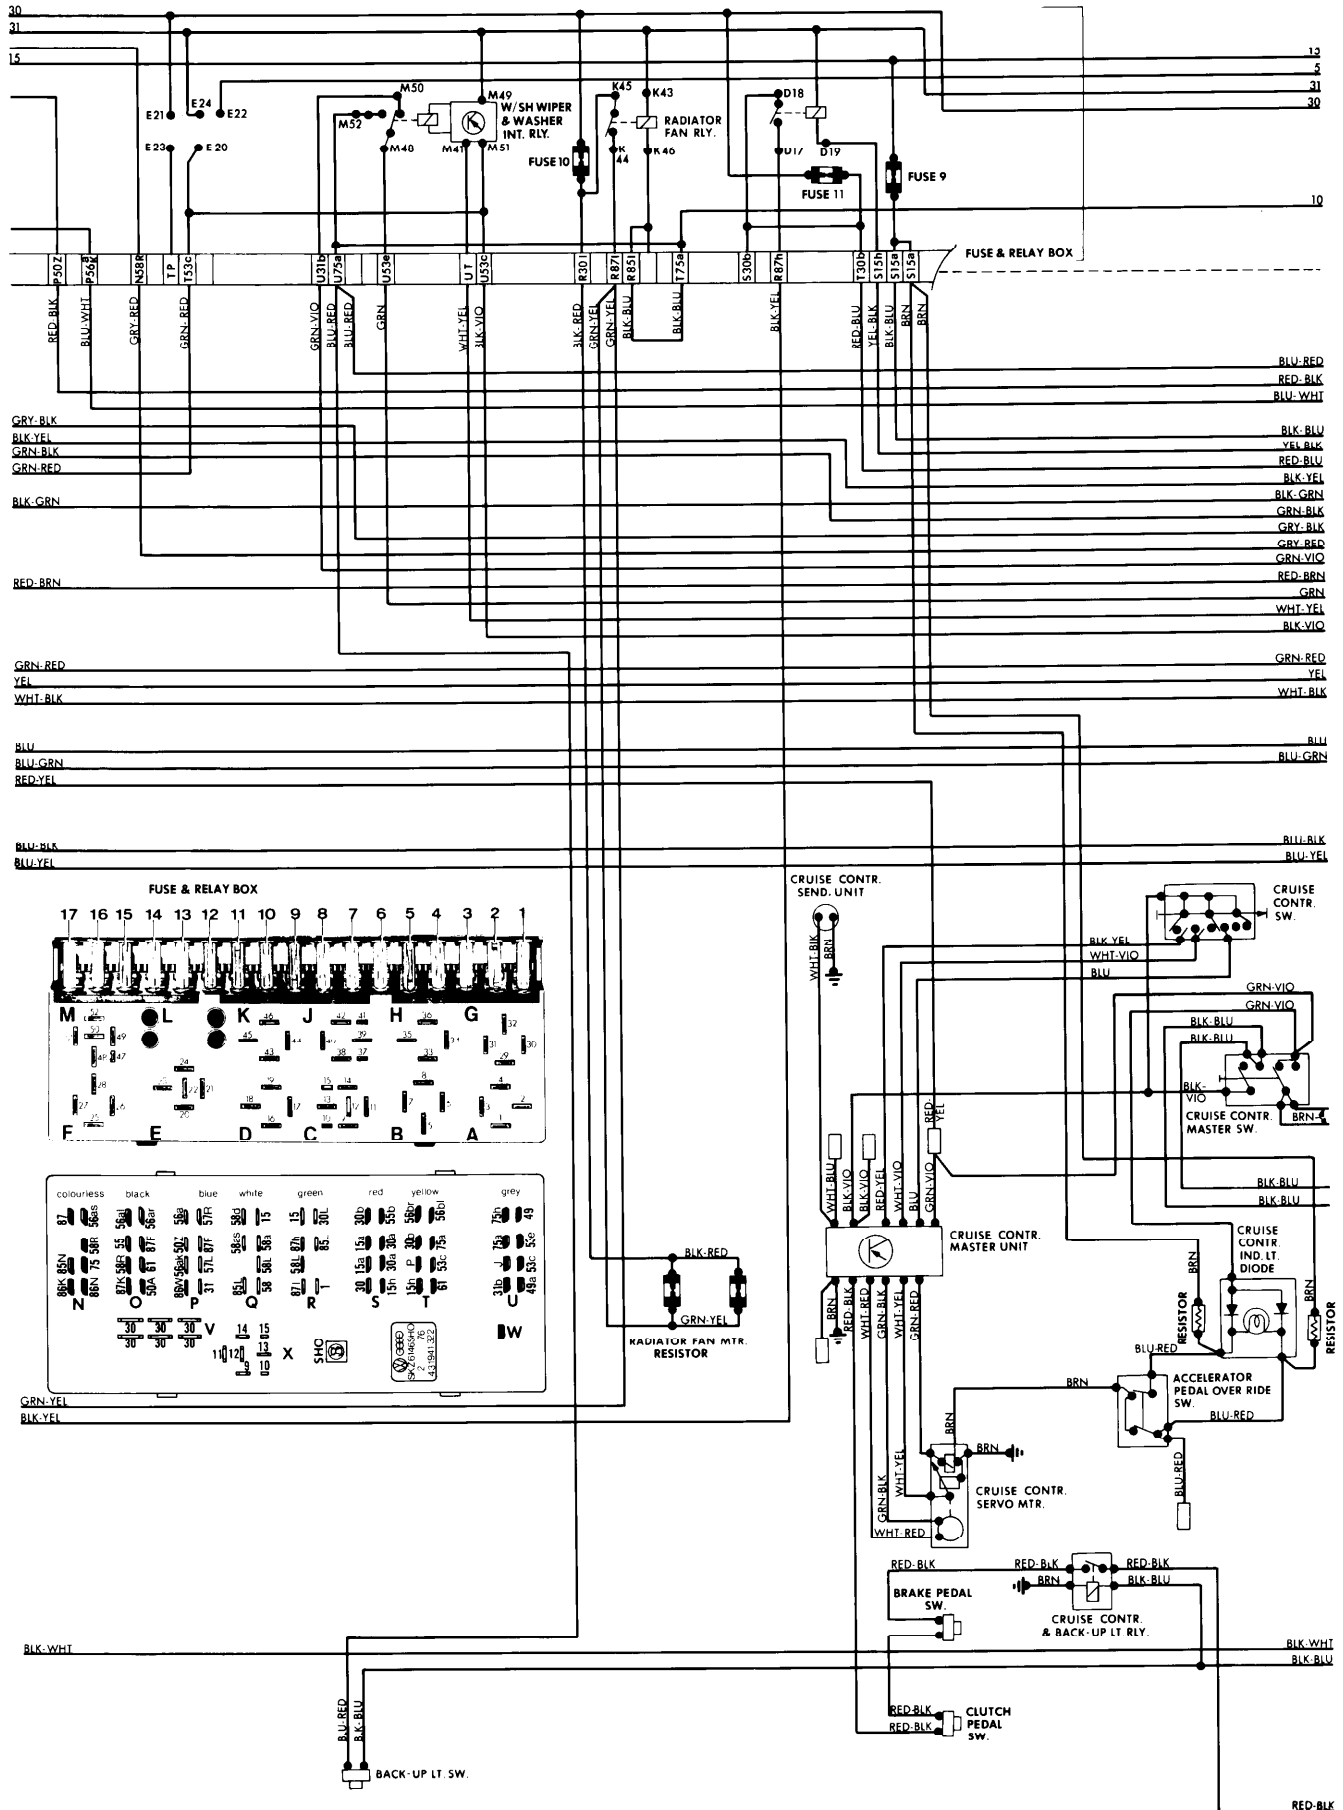 30
31
15
15
5
31
30
E21
E24
E22
E23
E 20
M50
M52
M48
M49
M51
W/SH WIPER
& WASHER
INT. RLY.
FUSE 10
K45
K43
K
44
K46
RADIATOR
FAN RLY.
D18
D17
D19
FUSE 11
FUSE 9
10
FUSE & RELAY BOX
P50Z
N58R
TP
T53c
U31b
U75a
U53e
UT
U53c
R30l
R87l
R85l
T75a
S30b
R87h
T30b
S15h
S15a
S15a
RED-BLK
BLU-WHT
GRY-RED
GRN-RED
GRN-VIO
BLU-RED
BLU-RED
GRN
WHT-YEL
BLK-VIO
BLK-RED
GRN-YEL
GRN-YEL
BLK-BLU
BLK-BLU
BLK-YEL
RED-BLU
YEL-BLK
BLK-BLU
BRN
BRN
BLU-RED
RED-BLK
BLU-WHT
GRY-BLK
BLK-YEL
GRN-BLK
GRN-RED
BLK-BLU
YEL BLK
RED-BLU
BLK-YEL
BLK-GRN
BLK-GRN
GRN-BLK
GRY-BLK
GRY RED
GRN-VIO
RED-BRN
RED-BRN
GRN
WHT-YEL
BLK-VIO
GRN-RED
GRN-RED
YEL
YEL
WHT-BLK
WHT-BLK
BLU
BLU
BLU-GRN
BLU-GRN
RED-YEL
BLU-BLK
BLU-BLK
BLU-YEL
BLU-YEL
FUSE & RELAY BOX
17 16 15 14 13 12 11 10 9 8 7 6 5 4 3 2 1
M L K J H G
F E D C B A
colourless black blue white green red yellow grey
N O P Q R S T U
V
X
W
SHO
CRUISE CONTR.
SEND. UNIT
WHT-BLK
BRN
CRUISE
CONTR.
SW.
BLK YEL
WHT-VIO
BLU
GRN-VIO
GRN-VIO
BLK-BLU
BLK-BLU
BLK-
VIO
CRUISE CONTR.
MASTER SW.
BRN
RED-
YEL
BLK-BLU
BLK-BLU
WHT-BLU
BLK-VIO
BLK-VIO
RED-YEL
WHT-VIO
BLU
GRN-VIO
CRUISE CONTR.
MASTER UNIT
CRUISE
CONTR.
IND. LT.
DIODE
BRN
RESISTOR
BRN
RESISTOR
BLK-RED
GRN-YEL
RADIATOR FAN MTR.
RESISTOR
BRN
RED-BLK
WHT-RED
GRN-BLK
WHT-YEL
GRN-RED
BLU-RED
ACCELERATOR
PEDAL OVER RIDE
SW.
BLU-RED
BLU-RED
BRN
BRN
BRN
GRN-YEL
BLK-YEL
GRN-BLK
WHT-YEL
WHT-RED
CRUISE CONTR.
SERVO MTR.
RED-BLK
RED-BLK
RED-BLK
BRN
BLK-BLU
BRAKE PEDAL
SW.
CRUISE CONTR.
& BACK-UP LT RLY.
BLK-WHT
BLK-WHT
BLK-BLU
BLU-RED
BLK-BLU
BACK-UP LT. SW.
RED-BLK
RED-BLK
CLUTCH
PEDAL
SW.
RED-BLK